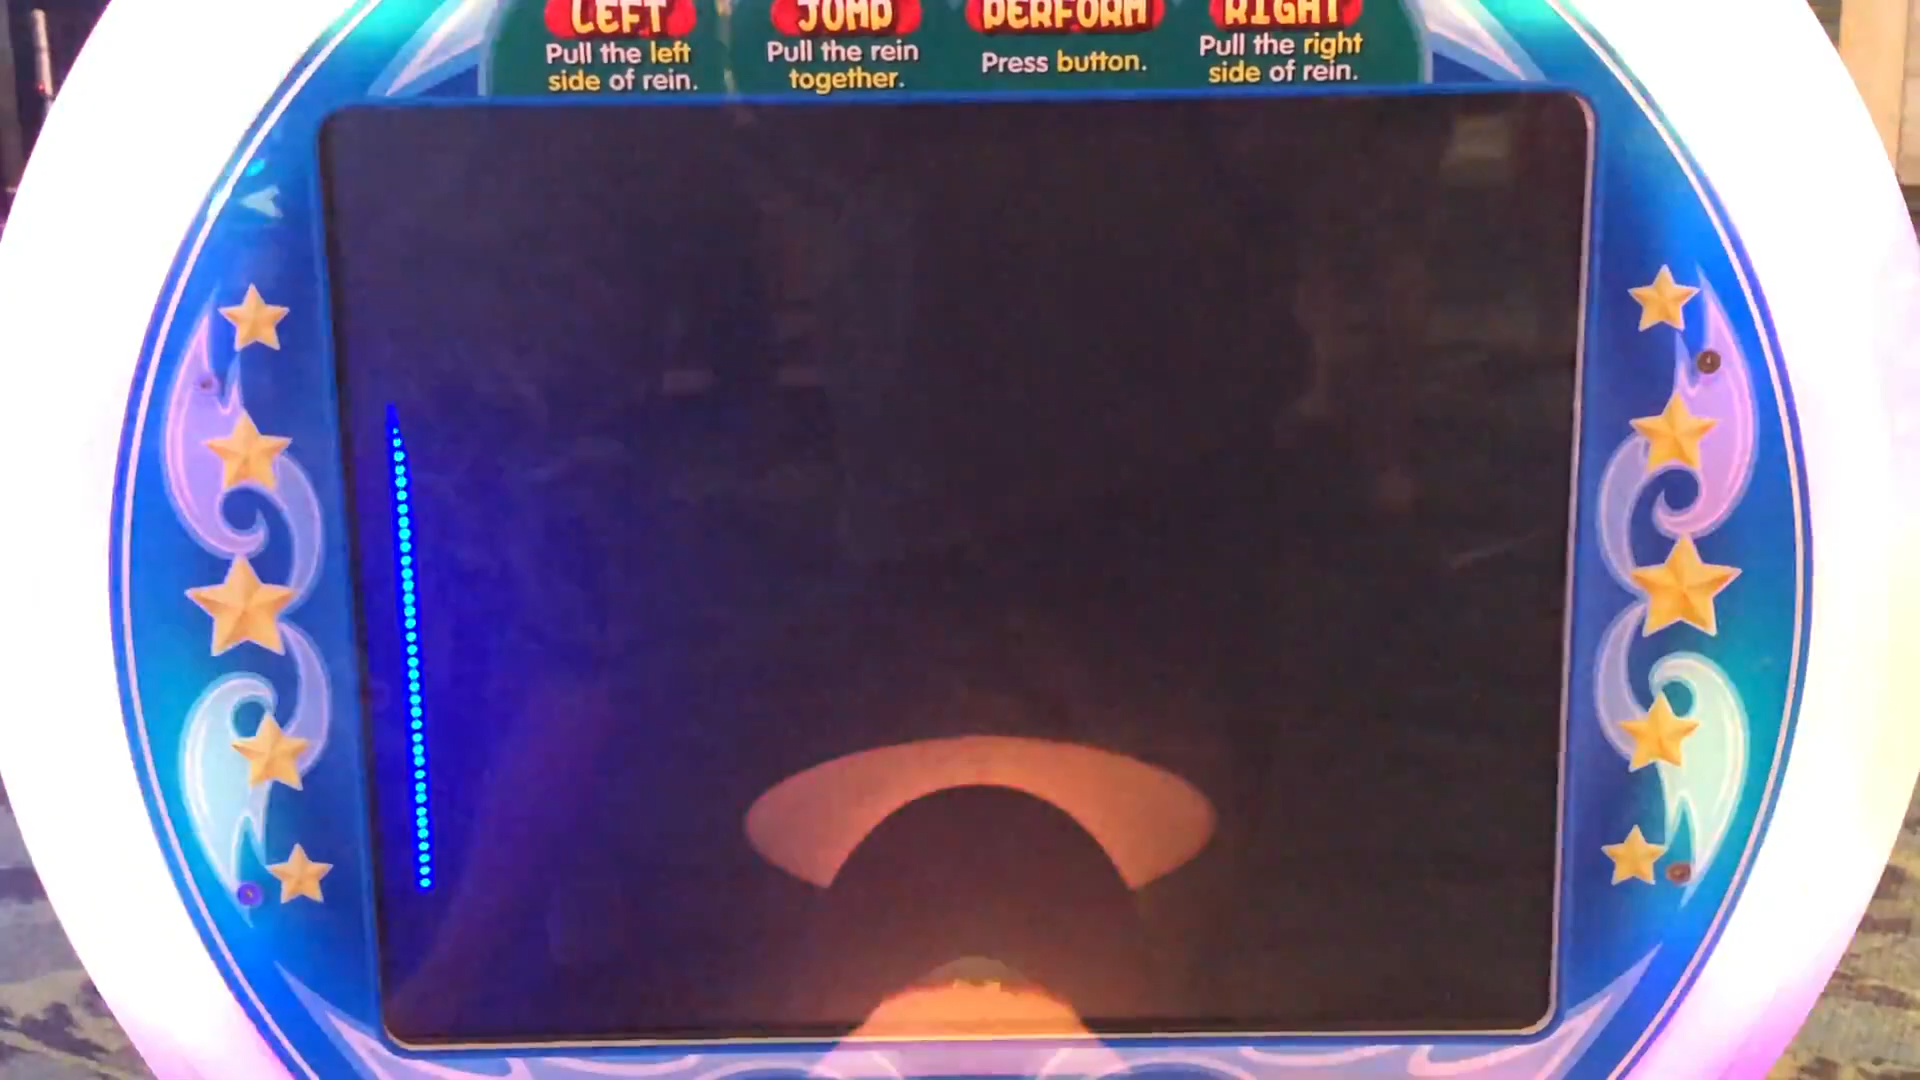 LEFT
Pull the left
side of rein.
JUMP
Pull the rein
together.
PERFORM
Press button.
RIGHT
Pull the right
side of rein.